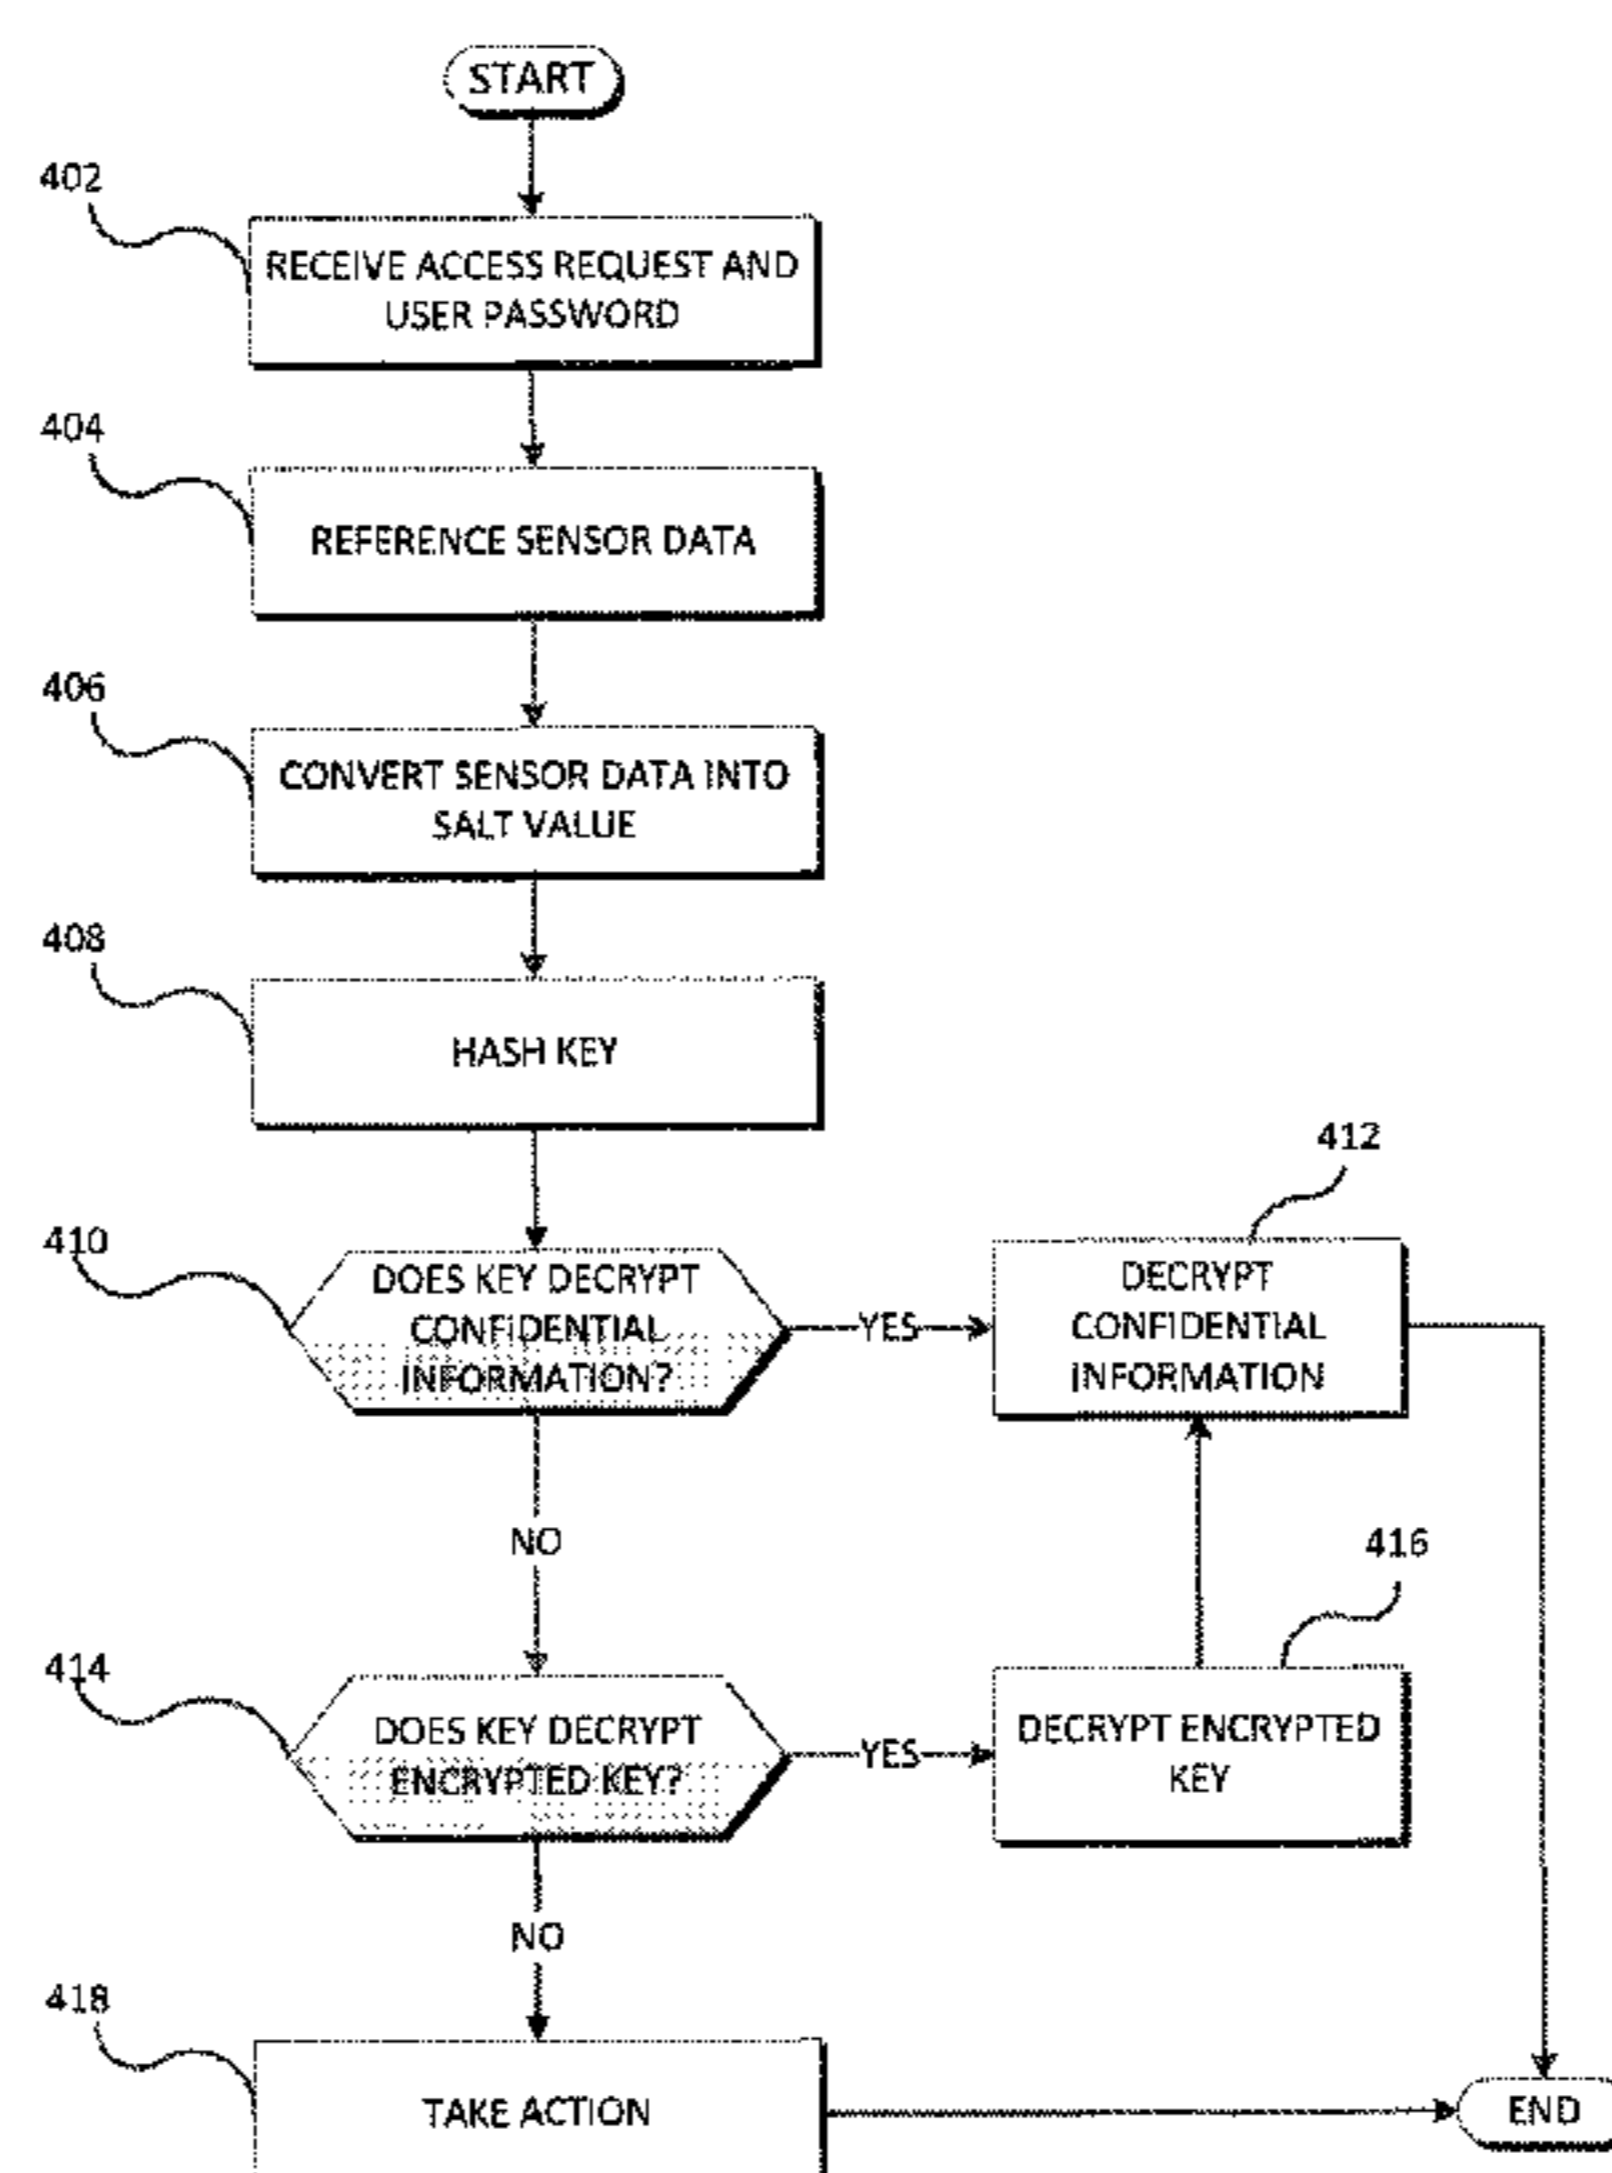 START
402
RECEIVE ACCESS REQUEST AND
USER PASSWORD
404
REFERENCE SENSOR DATA
406
CONVERT SENSOR DATA INTO
SALT VALUE
408
HASH KEY
410
DOES KEY DECRYPT
CONFIDENTIAL
INFORMATION?
YES
412
DECRYPT
CONFIDENTIAL
INFORMATION
NO
414
DOES KEY DECRYPT
ENCRYPTED KEY?
YES
416
DECRYPT ENCRYPTED
KEY
NO
418
TAKE ACTION
END